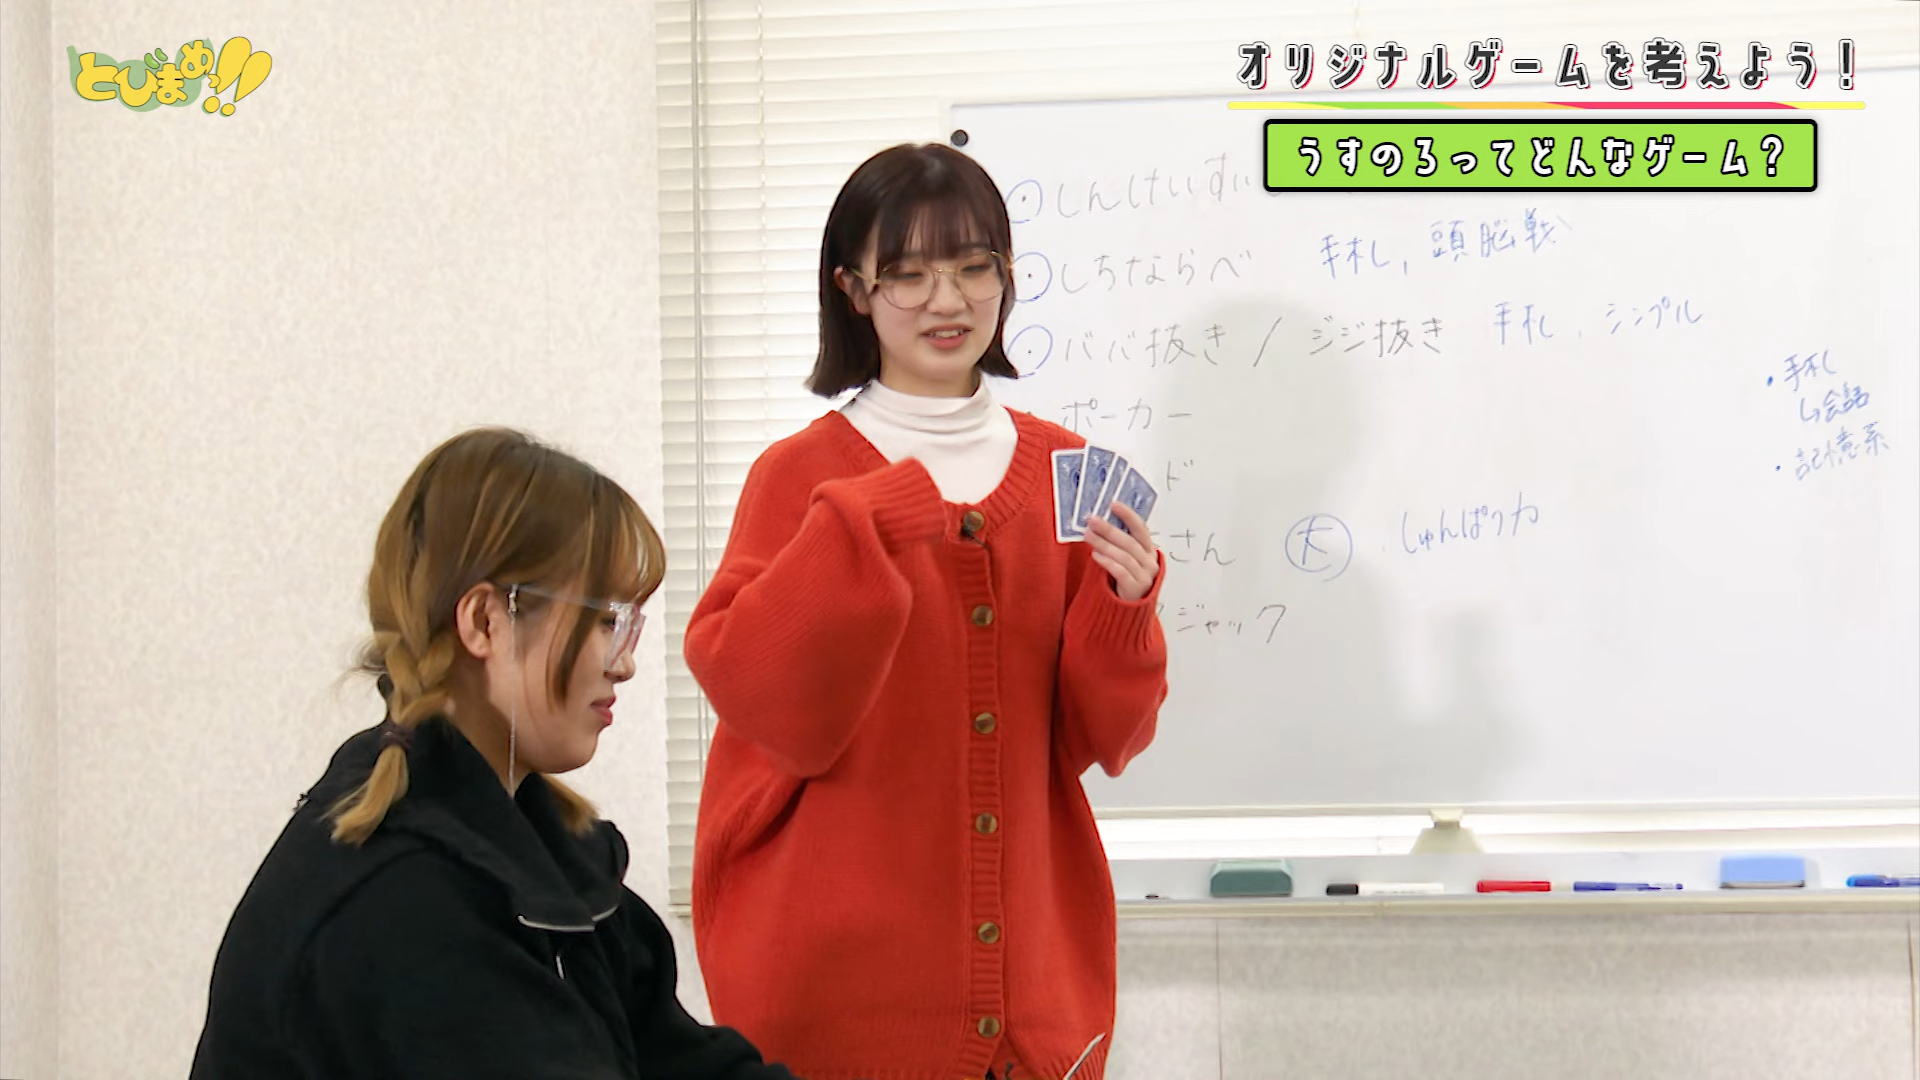 とびまめっ!!
オリジナルゲームを考えよう!
うすのろってどんなゲーム?
しんけいすい
しちならべ 手札, 頭脳戦
ババ抜き / ジジ抜き 手札, シンプル
・手札
会話
・記憶系
ポーカー
ド
さん 大 しゅんぱつ力
ジャック